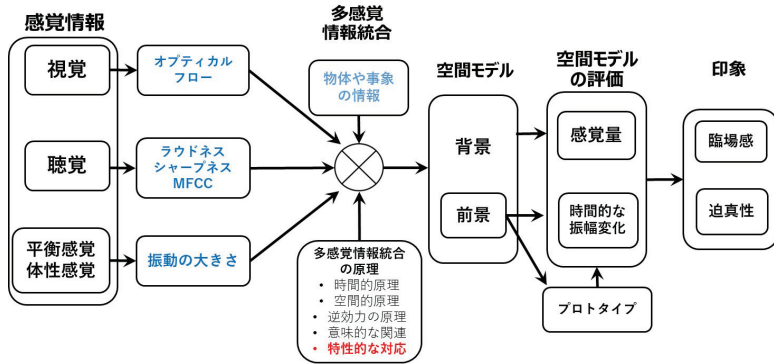 感覚情報
視覚
聴覚
平衡感覚
体性感覚
オプティカル
フロー
ラウドネス
シャープネス
MFCC
振動の大きさ
多感覚
情報統合
物体や事象
の情報
多感覚情報統合
の原理
• 時間的原理
• 空間的原理
• 逆効力の原理
• 意味的な関連
• 特性的な対応
空間モデル
背景
前景
空間モデル
の評価
感覚量
時間的な
振幅変化
プロトタイプ
印象
臨場感
迫真性